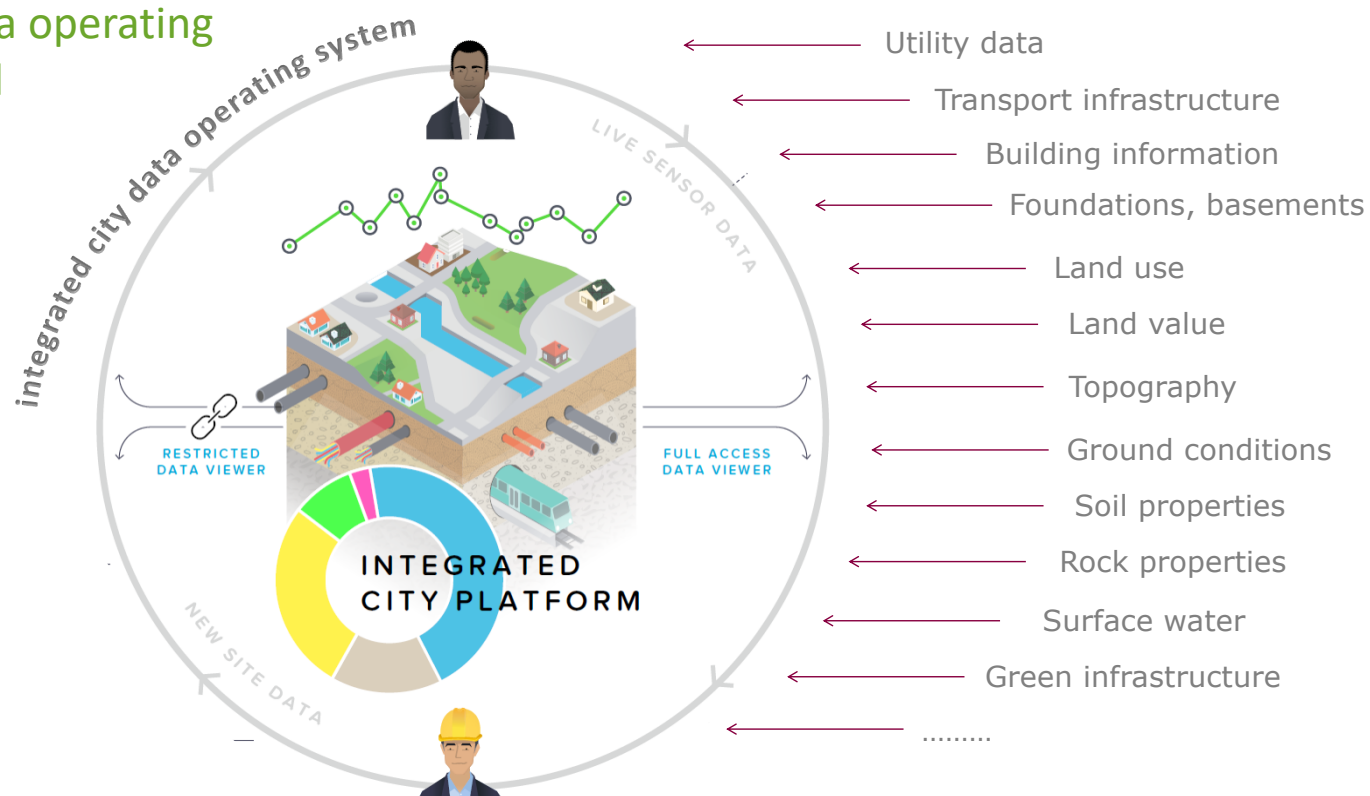 a operating
integrated city data operating system
LIVE SENSOR DATA
RESTRICTED
DATA VIEWER
FULL ACCESS
DATA VIEWER
INTEGRATED
CITY PLATFORM
NEW SITE DATA
Utility data
Transport infrastructure
Building information
Foundations, basements
Land use
Land value
Topography
Ground conditions
Soil properties
Rock properties
Surface water
Green infrastructure
.........